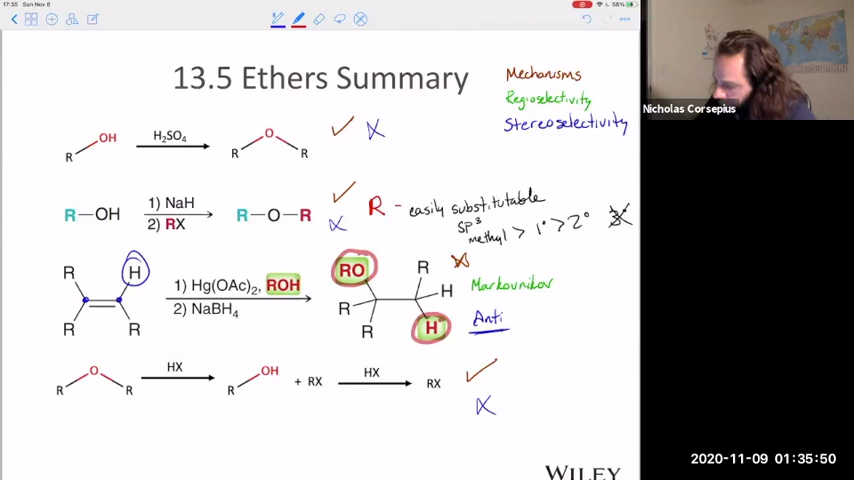 17:35 Sun Nov 8
58%
13.5 Ethers Summary
Mechanisms
Regioselectivity
Stereoselectivity
Nicholas Corsepius
R OH
H₂SO₄
R O R
R—OH
1) NaH
2) RX
R—O—R
R - easily substitutable
SP³
methyl > 1° > 2° 3°
R H
R R
1) Hg(OAc)₂, ROH
2) NaBH₄
RO R
R H
R H
Markovnikov
Anti
R O R
HX
R OH
+ RX
HX
RX
WILEY
2020-11-09 01:35:50